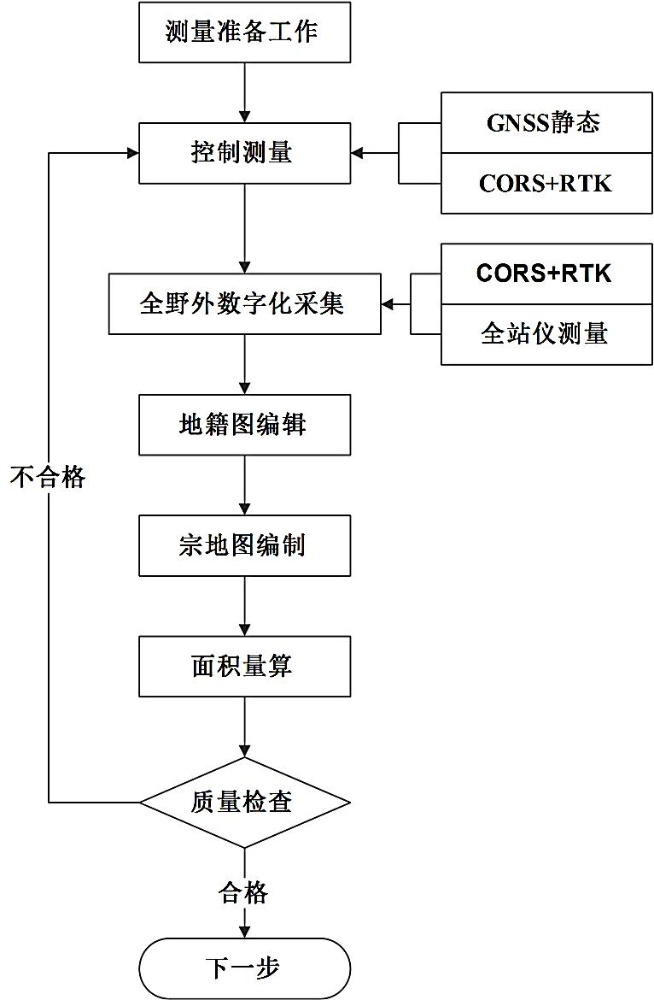 测量准备工作
控制测量
GNSS静态
CORS+RTK
全野外数字化采集
CORS+RTK
全站仪测量
地籍图编辑
不合格
宗地图编制
面积量算
质量检查
合格
下一步